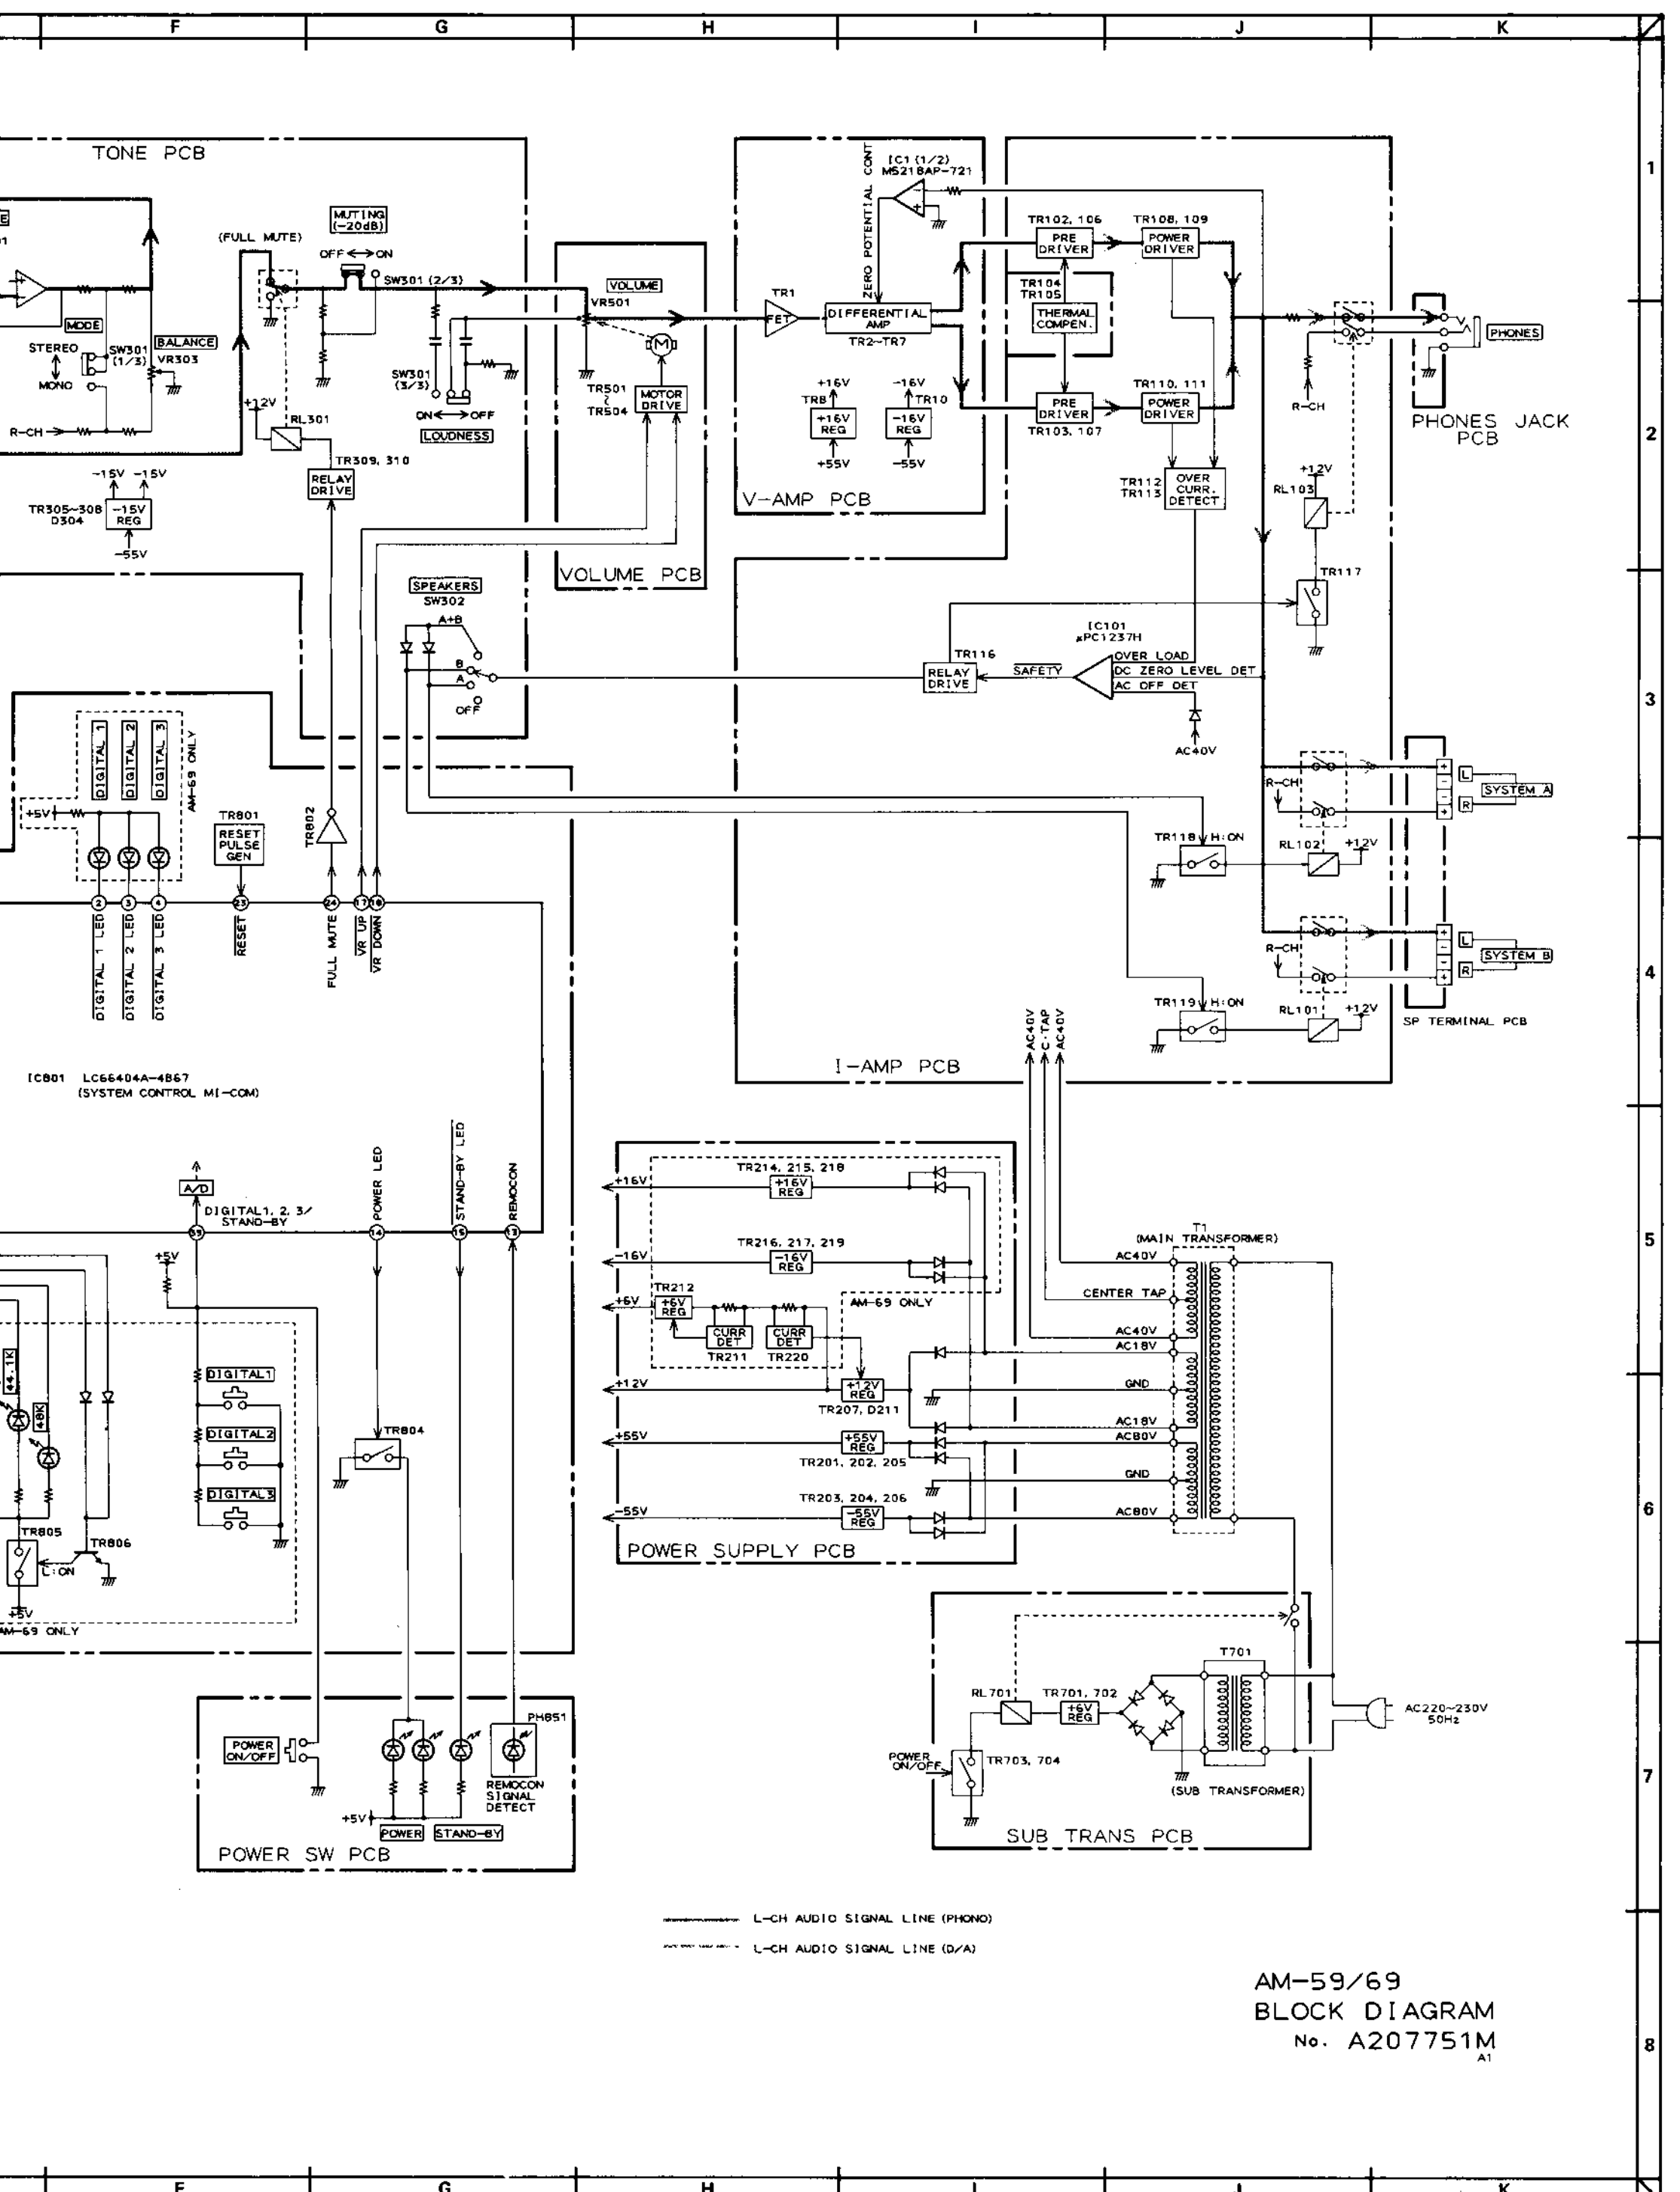 F G H I J K
1
TONE PCB
MUTING
(-20dB)
(FULL MUTE)
OFF ON
SW301 (2/3)
ZERO POTENTIAL CONT
IC1 (1/2)
M5218AP-721
TR102, 106
PRE
DRIVER
TR108, 109
POWER
DRIVER
VOLUME
VR501
TR1
FET
DIFFERENTIAL
AMP
TR2~TR7
TR104
TR105
THERMAL
COMPEN.
MODE
STEREO
MONO
SW301
(1/3)
BALANCE
VR303
SW301
(3/3)
ON OFF
LOUDNESS
M
TR501
~
TR504
MOTOR
DRIVE
+16V
TR8
+16V
REG
+55V
-16V
TR10
-16V
REG
-55V
PRE
DRIVER
TR103, 107
TR110, 111
POWER
DRIVER
PHONES
R-CH
PHONES JACK
PCB
2
R-CH
+12V
RL301
TR309, 310
RELAY
DRIVE
-15V -15V
TR305~308
D304
-15V
REG
-55V
V-AMP PCB
TR112
TR113
OVER
CURR.
DETECT
+12V
RL103
VOLUME PCB
TR117
SPEAKERS
SW302
A+B
B
A
OFF
TR116
RELAY
DRIVE
SAFETY
IC101
μPC1237H
OVER LOAD
DC ZERO LEVEL DET
AC OFF DET
AC40V
3
DIGITAL 1
DIGITAL 2
DIGITAL 3
AM-69 ONLY
+5V
TR801
RESET
PULSE
GEN
TR802
R-CH
L
R
SYSTEM A
TR118 H:ON
RL102
+12V
2 3 4 23 24 17 18
DIGITAL 1 LED
DIGITAL 2 LED
DIGITAL 3 LED
RESET
FULL MUTE
VR UP
VR DOWN
R-CH
L
R
SYSTEM B
4
TR119 H:ON
RL101
+12V
SP TERMINAL PCB
AC40V
C-TAP
AC40V
I-AMP PCB
IC801 LC66404A-4B67
(SYSTEM CONTROL MI-COM)
A/D
DIGITAL1, 2, 3/
STAND-BY
POWER LED
STAND-BY LED
REMOCON
39 14 15 13
+16V
TR214, 215, 218
+16V
REG
-16V
TR216, 217, 219
-16V
REG
+6V
TR212
+6V
REG
CURR
DET
TR211
CURR
DET
TR220
AM-69 ONLY
+12V
+12V
REG
TR207, D211
+55V
+55V
REG
TR201, 202, 205
TR203, 204, 206
-55V
-55V
REG
POWER SUPPLY PCB
T1
(MAIN TRANSFORMER)
AC40V
CENTER TAP
AC40V
AC18V
GND
AC18V
AC80V
GND
AC80V
5
+5V
44.1K
48K
DIGITAL1
DIGITAL2
DIGITAL3
TR804
6
TR805
TR806
L:ON
+5V
AM-69 ONLY
T701
RL701
TR701, 702
+6V
REG
AC220~230V
50Hz
POWER
ON/OFF
TR703, 704
(SUB TRANSFORMER)
SUB TRANS PCB
7
POWER
ON/OFF
PH851
REMOCON
SIGNAL
DETECT
+5V
POWER
STAND-BY
POWER SW PCB
L-CH AUDIO SIGNAL LINE (PHONO)
L-CH AUDIO SIGNAL LINE (D/A)
AM-59/69
BLOCK DIAGRAM
No. A207751M
A1
8
F G H I J K